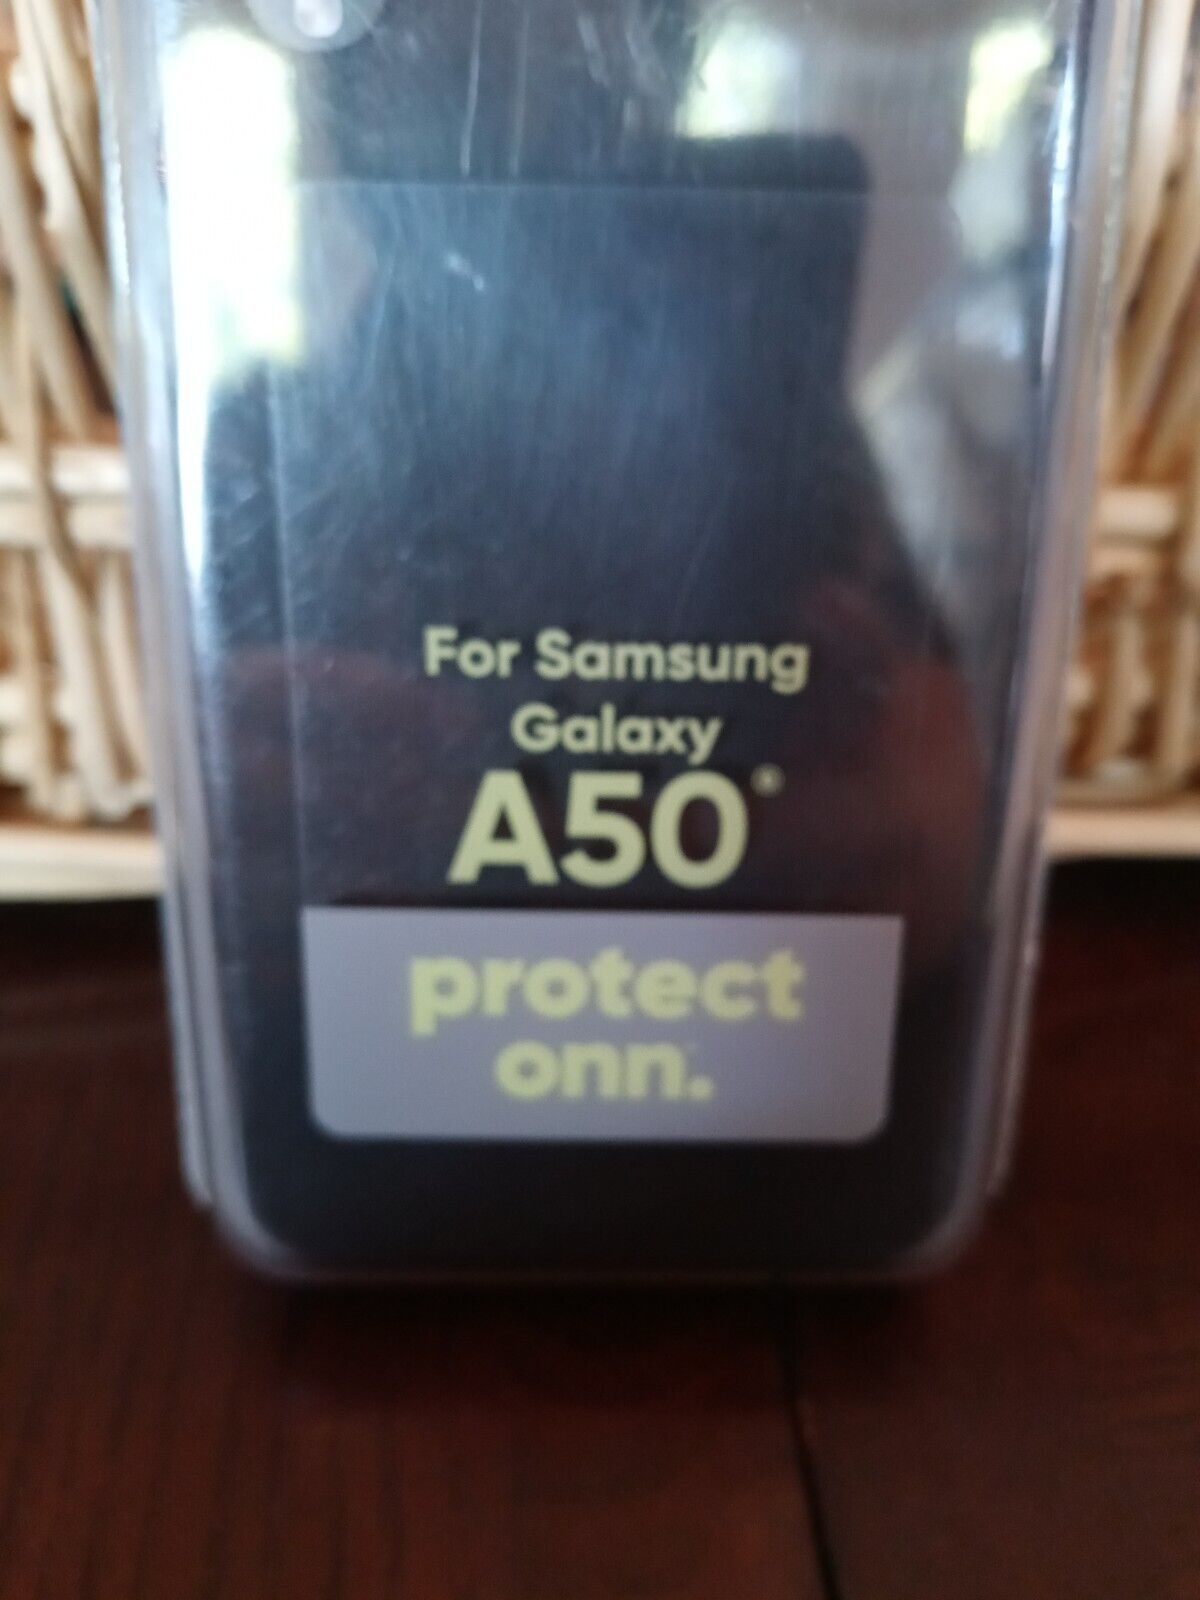 For Samsung
Galaxy
A50®
protect
onn.